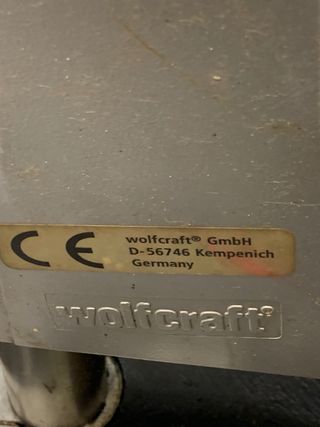 CE
wolfcraft® GmbH
D-56746 Kempenich
Germany
wolfcraft®